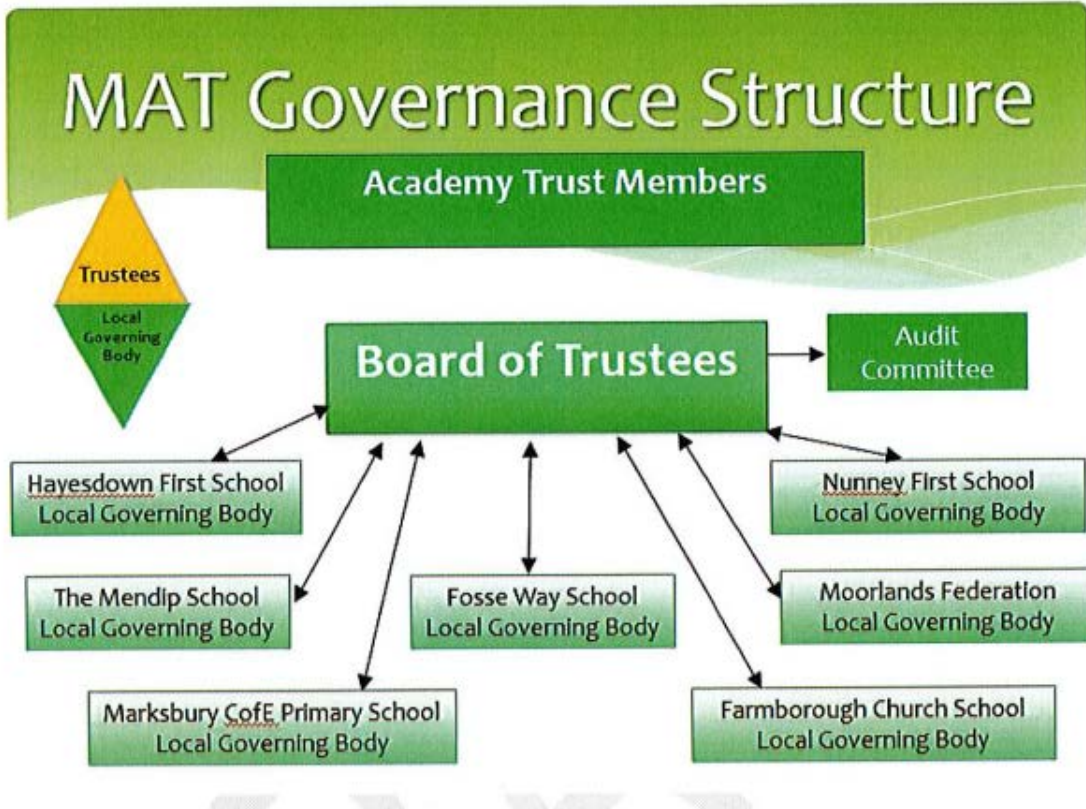 MAT Governance Structure
Academy Trust Members
Trustees
Local
Governing
Body
Board of Trustees
Audit
Committee
Hayesdown First School
Local Governing Body
Nunney First School
Local Governing Body
The Mendip School
Local Governing Body
Fosse Way School
Local Governing Body
Moorlands Federation
Local Governing Body
Marksbury CofE Primary School
Local Governing Body
Farmborough Church School
Local Governing Body